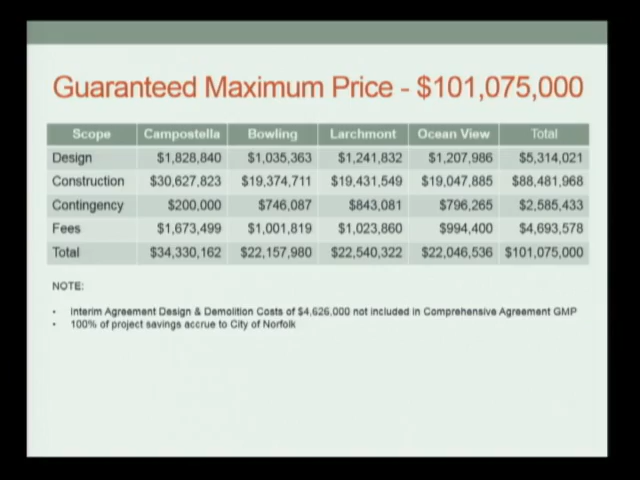 Guaranteed Maximum Price - $101,075,000
Scope Campostella Bowling Larchmont Ocean View Total
Design $1,828,840 $1,035,363 $1,241,832 $1,207,986 $5,314,021
Construction $30,627,823 $19,374,711 $19,431,549 $19,047,885 $88,481,968
Contingency $200,000 $746,087 $843,081 $796,265 $2,585,433
Fees $1,673,499 $1,001,819 $1,023,860 $994,400 $4,693,578
Total $34,330,162 $22,157,980 $22,540,322 $22,046,536 $101,075,000
NOTE:
• Interim Agreement Design & Demolition Costs of $4,626,000 not included in Comprehensive Agreement GMP
• 100% of project savings accrue to City of Norfolk